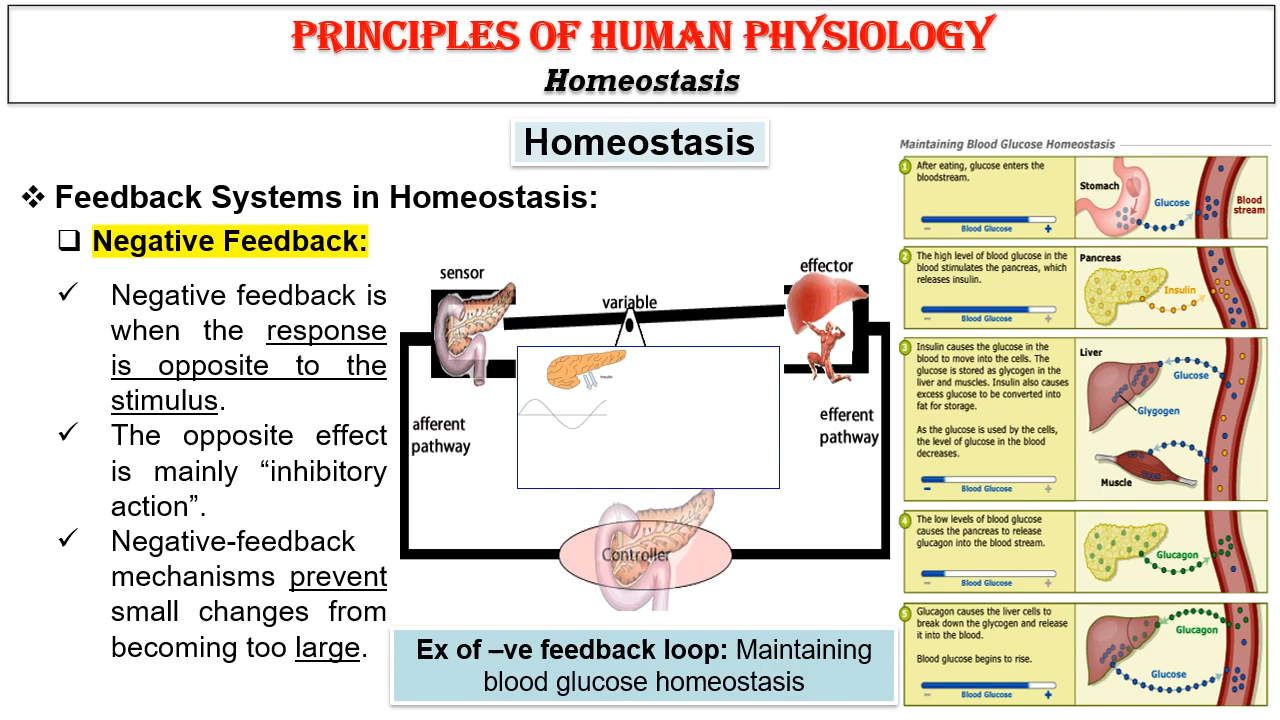 PRINCIPLES OF HUMAN PHYSIOLOGY
Homeostasis
Homeostasis
❖ Feedback Systems in Homeostasis:
❑ Negative Feedback:
✓ Negative feedback is
when the response
is opposite to the
stimulus.
✓ The opposite effect
is mainly “inhibitory
action”.
✓ Negative-feedback
mechanisms prevent
small changes from
becoming too large.
sensor
variable
effector
insulin
afferent
pathway
efferent
pathway
Controller
Ex of –ve feedback loop: Maintaining
blood glucose homeostasis
Maintaining Blood Glucose Homeostasis
1 After eating, glucose enters the
bloodstream.
– Blood Glucose +
Stomach
Glucose
Blood
stream
2 The high level of blood glucose in the
blood stimulates the pancreas, which
releases insulin.
– Blood Glucose +
Pancreas
Insulin
3 Insulin causes the glucose in the
blood to move into the cells. The
glucose is stored as glycogen in the
liver and muscles. Insulin also causes
excess glucose to be converted into
fat for storage.
As the glucose is used by the cells,
the level of glucose in the blood
decreases.
– Blood Glucose +
Liver
Glucose
Glygogen
Muscle
4 The low levels of blood glucose
causes the pancreas to release
glucagon into the blood stream.
– Blood Glucose +
Glucagon
5 Glucagon causes the liver cells to
break down the glycogen and release
it into the blood.
Blood glucose begins to rise.
– Blood Glucose +
Glucagon
Glucose